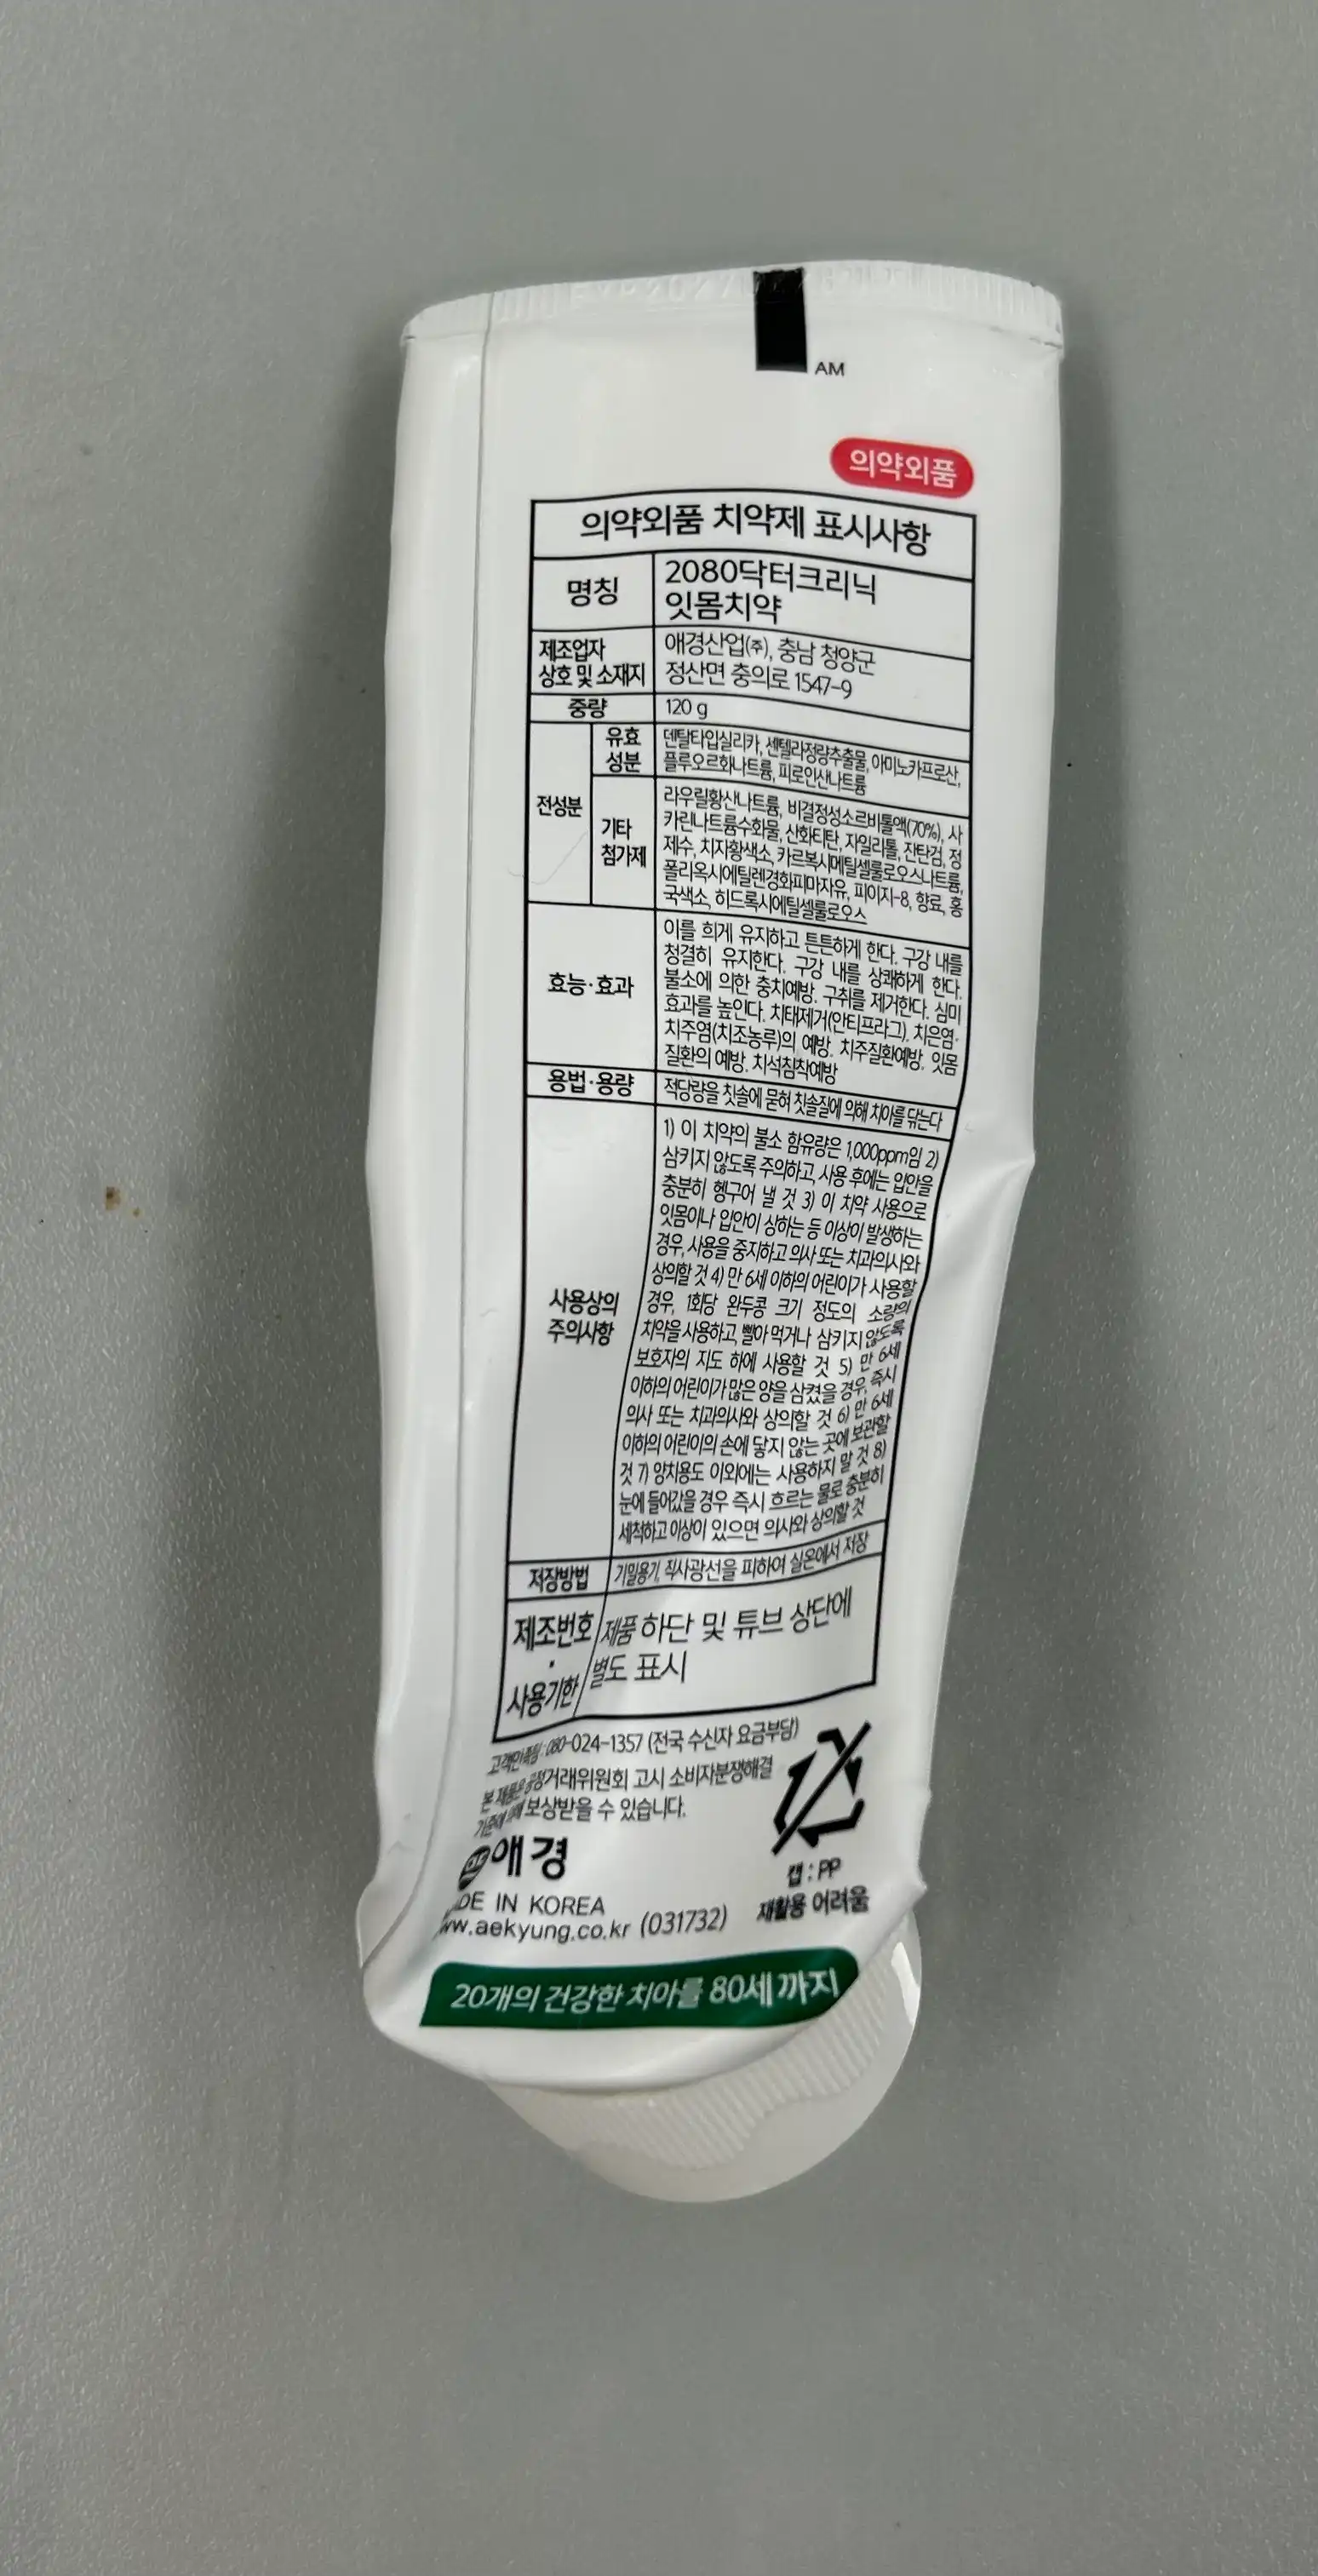 AM
의약외품
의약외품 치약제 표시사항
명칭
2080닥터크리닉
잇몸치약
제조업자
상호 및 소재지
애경산업(주), 충남 청양군
정산면 충의로 1547-9
중량
120 g
전성분
유효
성분
덴탈타입실리카, 센텔라정량추출물, 아미노카프로산,
플루오르화나트륨, 피로인산나트륨
기타
첨가제
라우릴황산나트륨, 비결정성소르비톨액(70%), 사
카린나트륨수화물, 산화티탄, 자일리톨, 잔탄검, 정
제수, 치자황색소, 카르복시메틸셀룰로오스나트륨,
폴리옥시에틸렌경화피마자유, 피이지-8, 향료, 홍
국색소, 히드록시에틸셀룰로오스
효능·효과
이를 희게 유지하고 튼튼하게 한다. 구강 내를
청결히 유지한다. 구강 내를 상쾌하게 한다.
불소에 의한 충치예방. 구취를 제거한다. 심미
효과를 높인다. 치태제거(안티프라그). 치은염·
치주염(치조농루)의 예방. 치주질환예방. 잇몸
질환의 예방. 치석침착예방
용법·용량
적당량을 칫솔에 묻혀 칫솔질에 의해 치아를 닦는다
사용상의
주의사항
1) 이 치약의 불소 함유량은 1,000ppm임 2)
삼키지 않도록 주의하고, 사용 후에는 입안을
충분히 헹구어 낼 것 3) 이 치약 사용으로
잇몸이나 입안이 상하는 등 이상이 발생하는
경우, 사용을 중지하고 의사 또는 치과의사와
상의할 것 4) 만 6세 이하의 어린이가 사용할
경우, 1회당 완두콩 크기 정도의 소량의
치약을 사용하고, 빨아 먹거나 삼키지 않도록
보호자의 지도 하에 사용할 것 5) 만 6세
이하의 어린이가 많은 양을 삼켰을 경우, 즉시
의사 또는 치과의사와 상의할 것 6) 만 6세
이하의 어린이의 손에 닿지 않는 곳에 보관할
것 7) 양치용도 이외에는 사용하지 말 것 8)
눈에 들어갔을 경우 즉시 흐르는 물로 충분히
세척하고 이상이 있으면 의사와 상의할 것
저장방법
기밀용기, 직사광선을 피하여 실온에서 저장
제조번호
·
사용기한
제품 하단 및 튜브 상단에
별도 표시
고객만족팀 : 080-024-1357 (전국 수신자 요금부담)
본 제품은 공정거래위원회 고시 소비자분쟁해결
기준에 의해 보상받을 수 있습니다.
애경
DE IN KOREA
ww.aekyung.co.kr (031732)
캡 : PP
재활용 어려움
20개의 건강한 치아를 80세까지